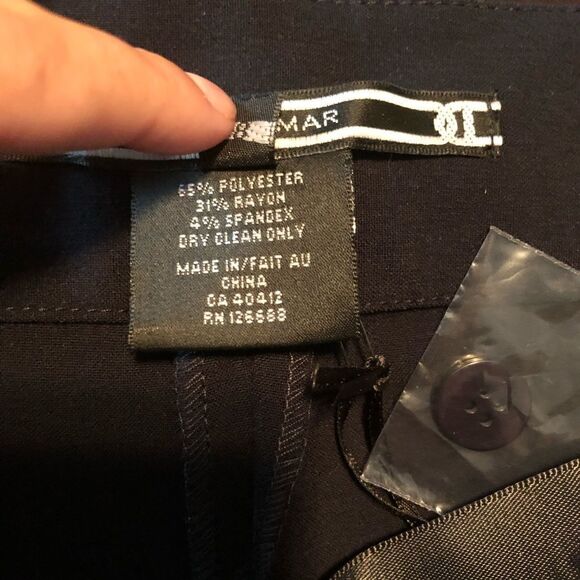 MAR
65% POLYESTER
31% RAYON
4% SPANDEX
DRY CLEAN ONLY
MADE IN/FAIT AU
CHINA
CA 40412
RN 126688